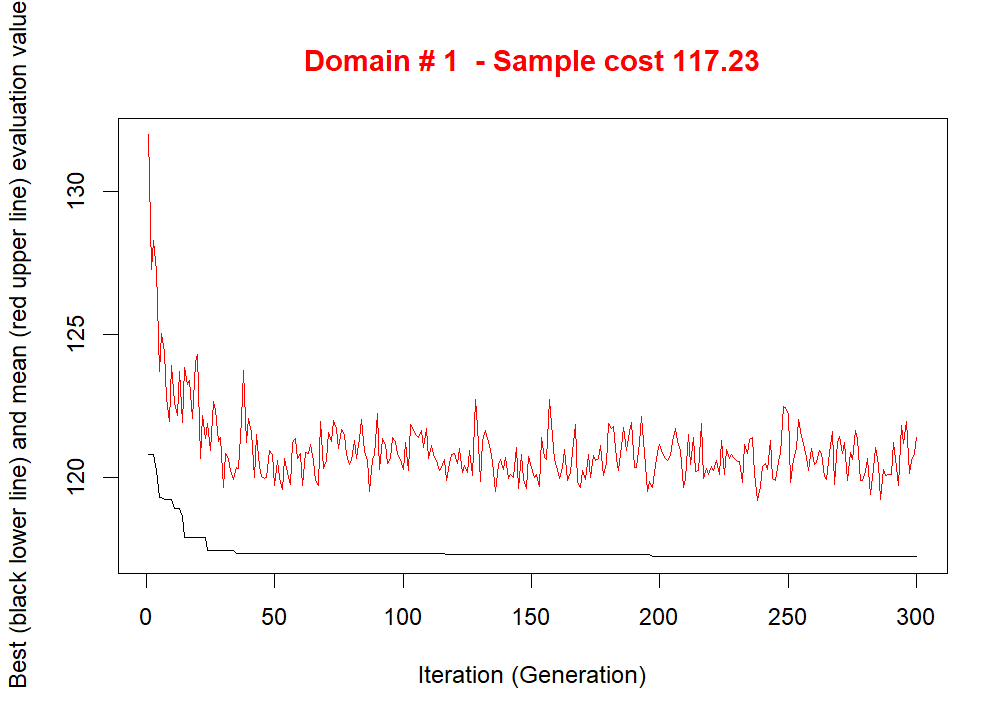 Domain # 1  - Sample cost 117.23
Best (black lower line) and mean (red upper line) evaluation value
130
125
120
0 50 100 150 200 250 300
Iteration (Generation)